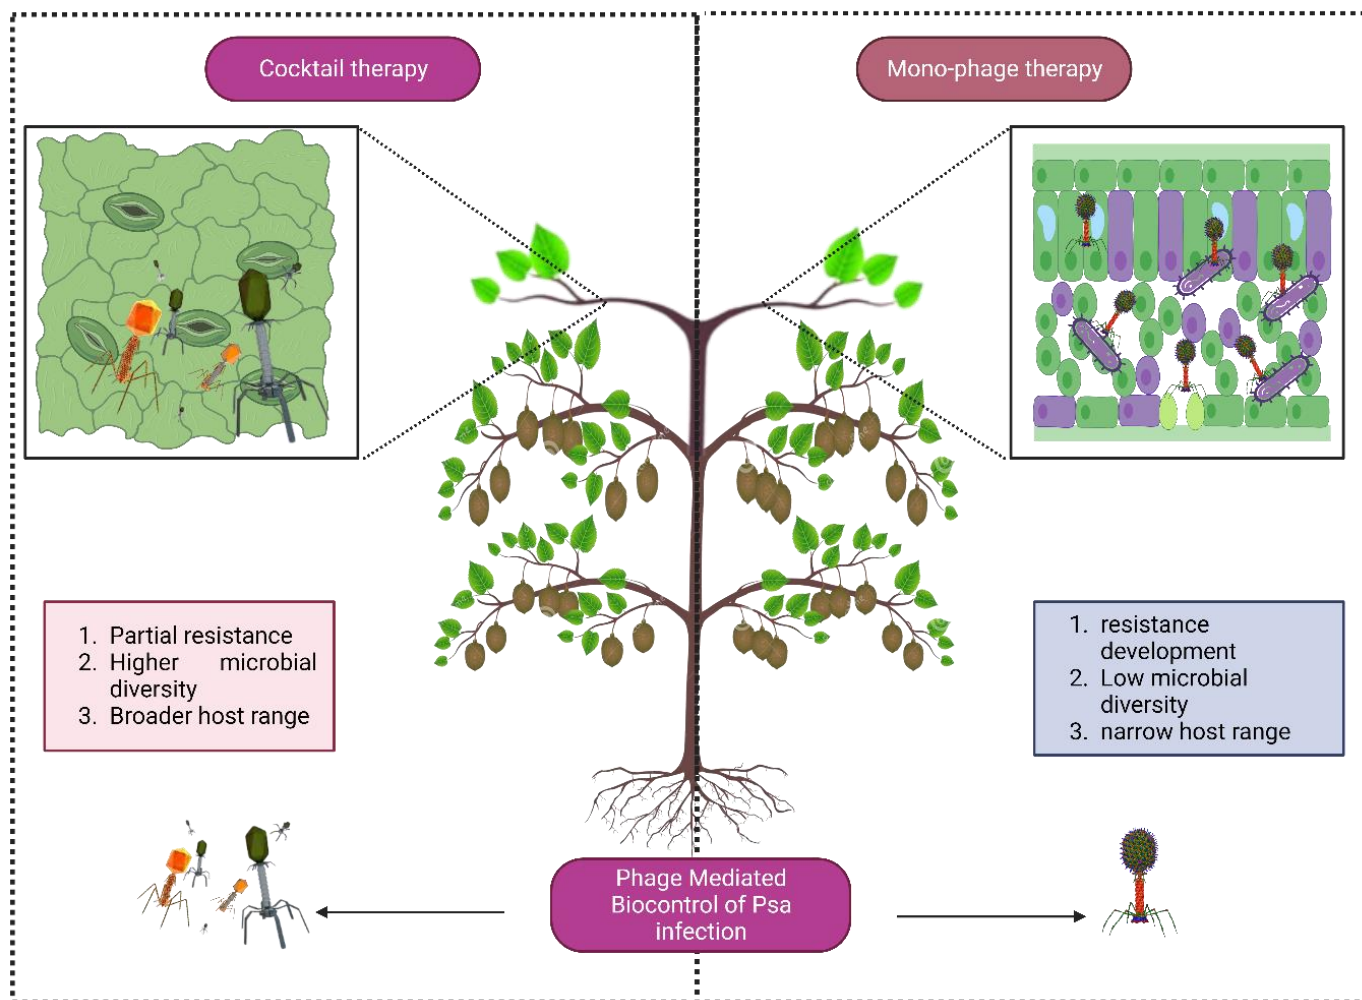 Cocktail therapy
Mono-phage therapy
1. Partial resistance
2. Higher microbial
diversity
3. Broader host range
1. resistance
development
2. Low microbial
diversity
3. narrow host range
Phage Mediated
Biocontrol of Psa
infection